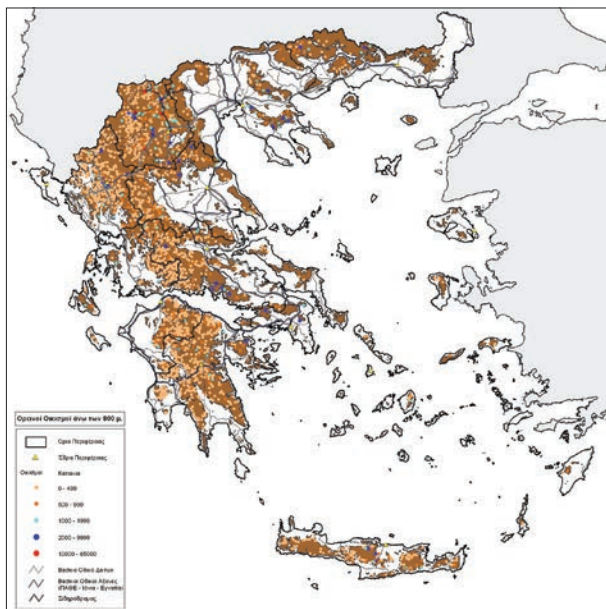 Ορεινοί Οικισμοί άνω των 600 μ.
Όρια Περιφέρειας
Έδρα Περιφέρειας
Οικισμοί Κάτοικοι
0 - 499
500 - 999
1000 - 1999
2000 - 9999
10000 - 65000
Βασικό Οδικό Δίκτυο
Βασικοί Οδικοί Άξονες
(ΠΑΘΕ - Ιόνια - Εγνατία)
Σιδηρόδρομος